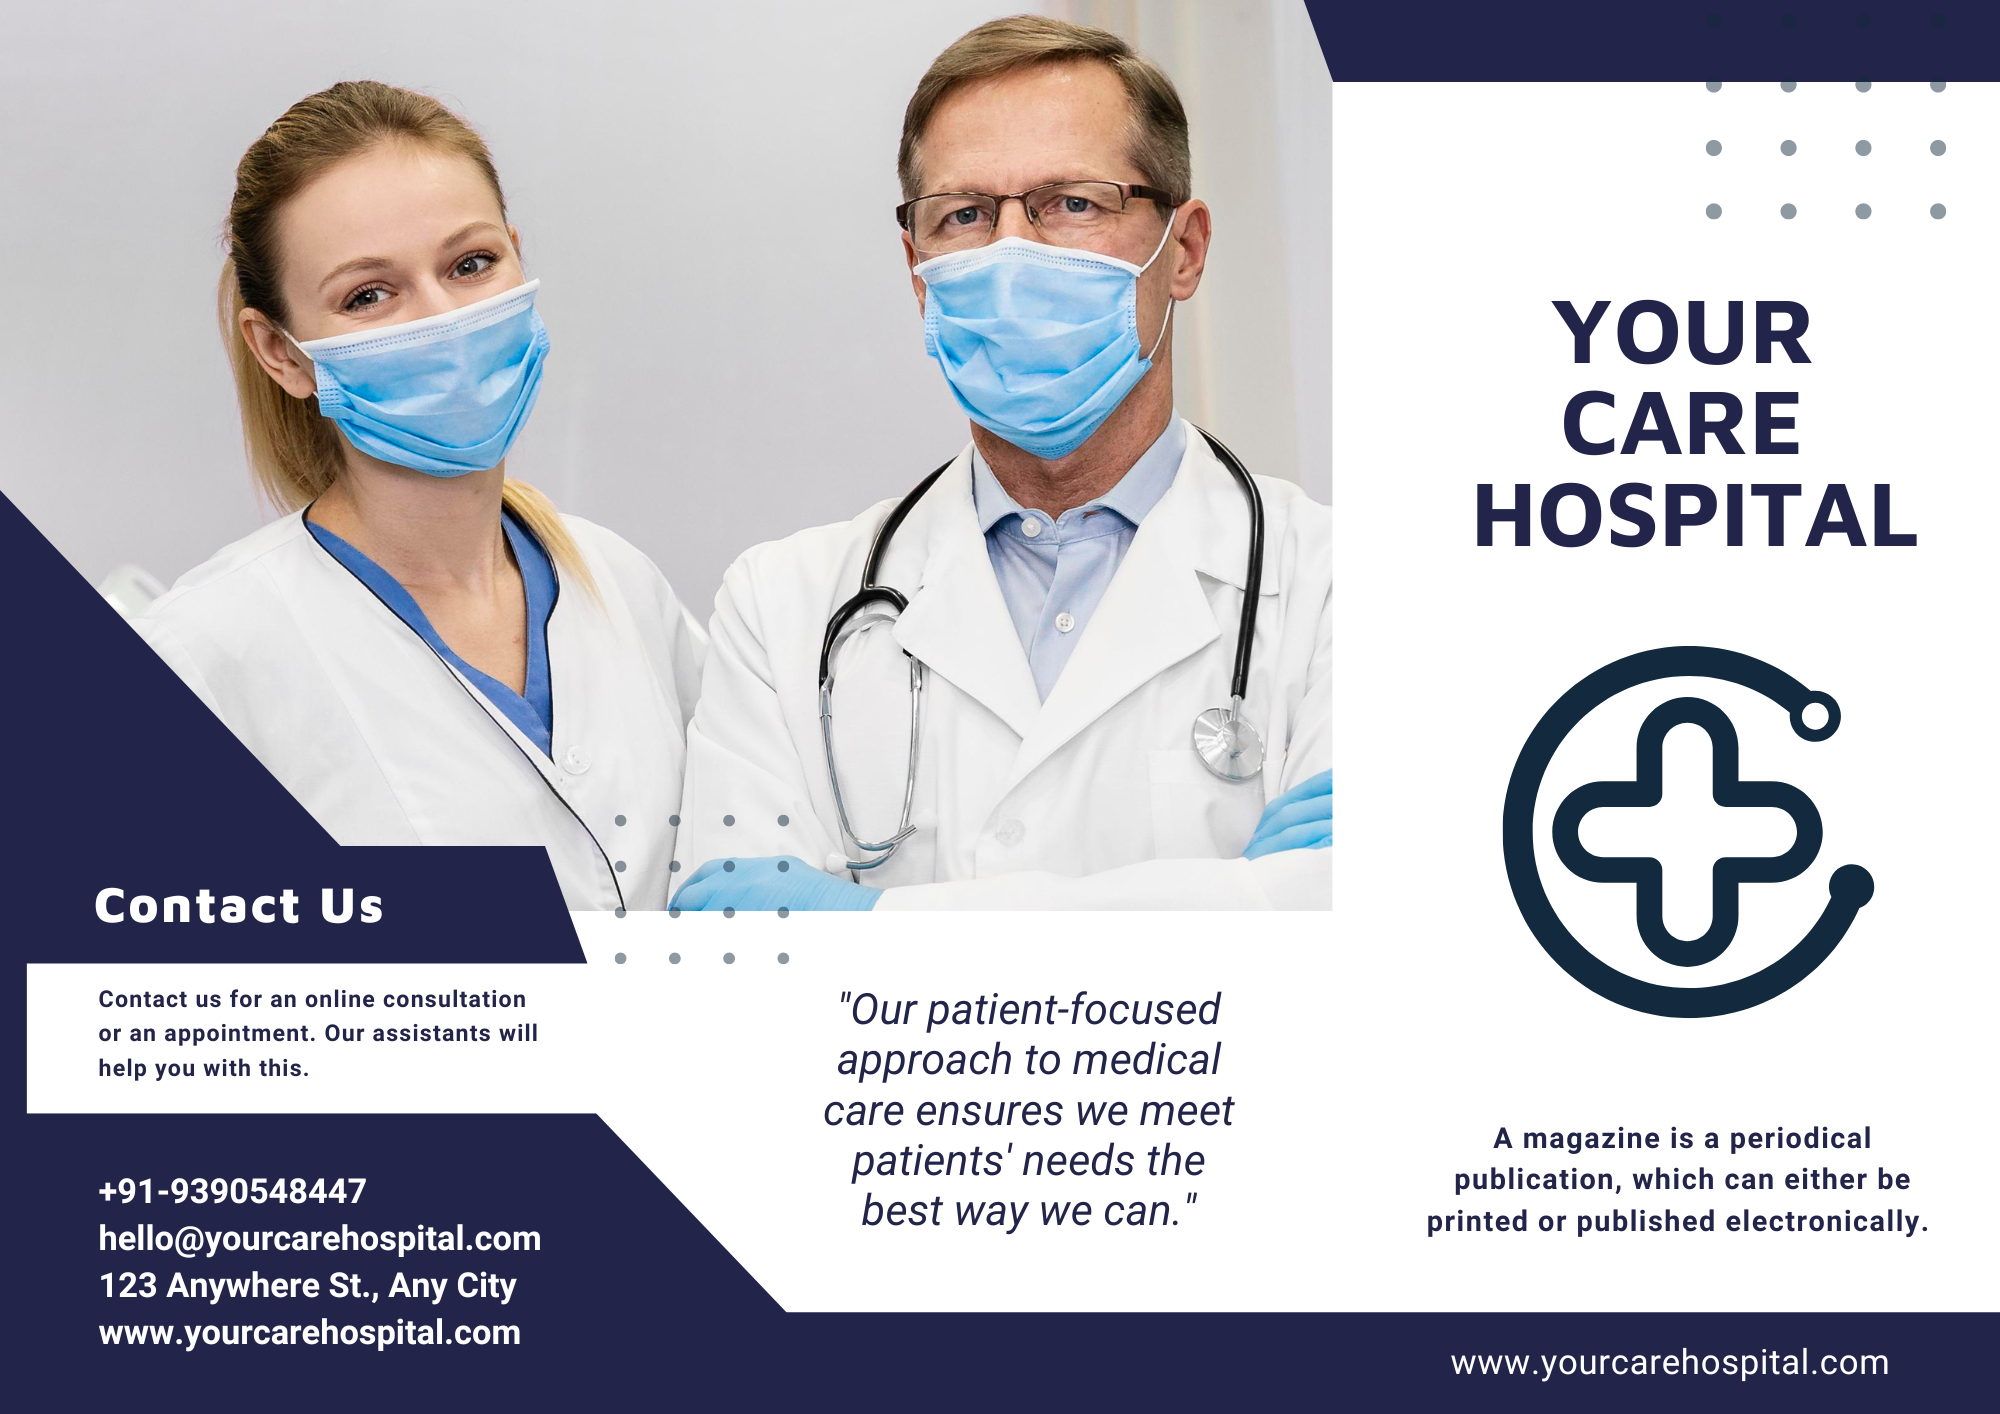 YOUR
CARE
HOSPITAL
Contact Us
Contact us for an online consultation
or an appointment. Our assistants will
help you with this.
+91-9390548447
hello@yourcarehospital.com
123 Anywhere St., Any City
www.yourcarehospital.com
"Our patient-focused
approach to medical
care ensures we meet
patients' needs the
best way we can."
A magazine is a periodical
publication, which can either be
printed or published electronically.
www.yourcarehospital.com